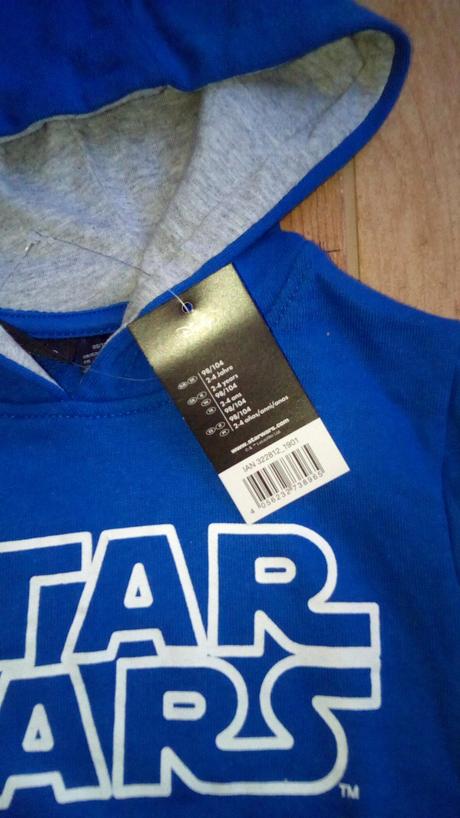 98/104
2-4 Jahre
98/104
2-4 years
98/104
2-4 ans
98/104
2-4 años/anni/anos
www.starwars.com
IAN 322812_1901
4 056232 738965
TAR
ARS
TM